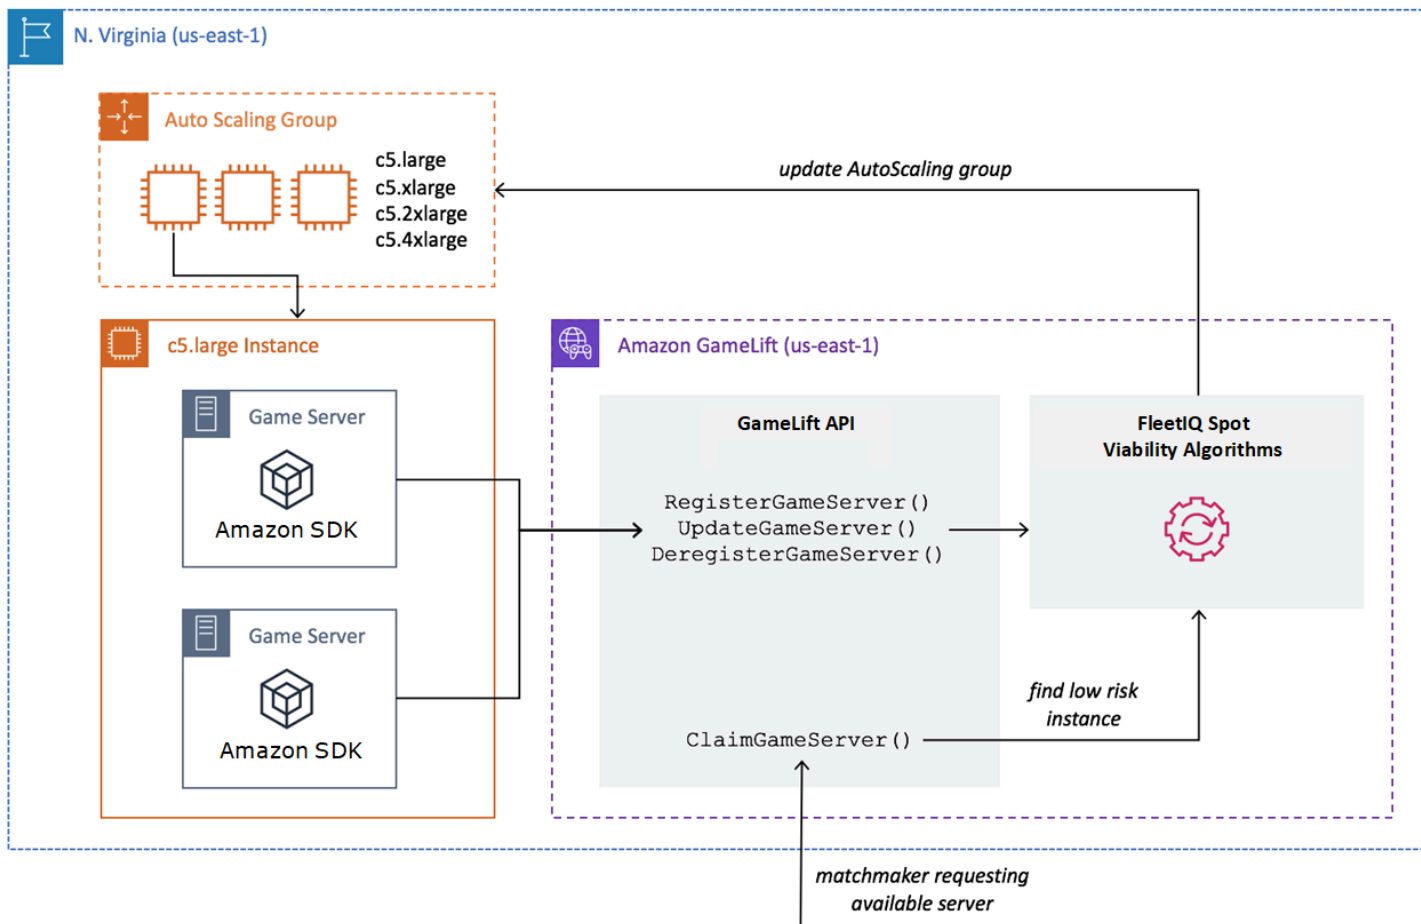 N. Virginia (us-east-1)
Auto Scaling Group
c5.large
c5.xlarge
c5.2xlarge
c5.4xlarge
update AutoScaling group
c5.large Instance
Game Server
Amazon SDK
Game Server
Amazon SDK
Amazon GameLift (us-east-1)
GameLift API
RegisterGameServer()
UpdateGameServer()
DeregisterGameServer()
ClaimGameServer()
FleetIQ Spot
Viability Algorithms
find low risk
instance
matchmaker requesting
available server